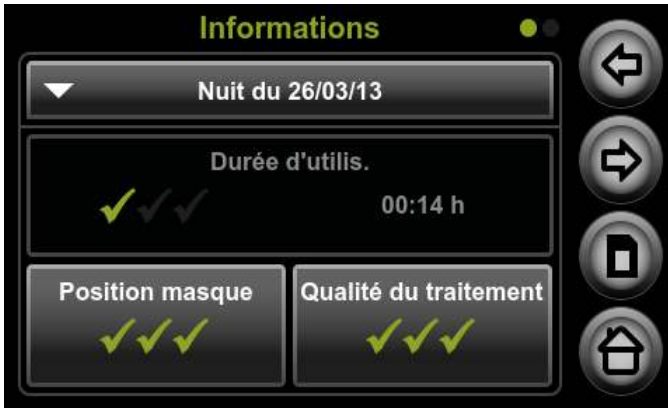 Informations
Nuit du 26/03/13
Durée d'utilis.
00:14 h
Position masque
Qualité du traitement